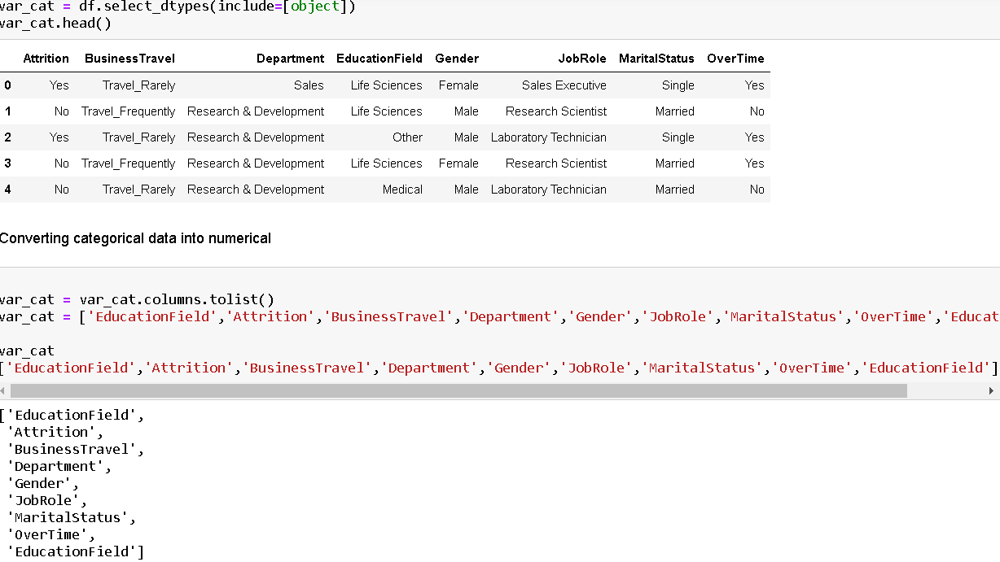 var_cat = df.select_dtypes(include=[object])
var_cat.head()
Attrition BusinessTravel Department EducationField Gender JobRole MaritalStatus OverTime
0 Yes Travel_Rarely Sales Life Sciences Female Sales Executive Single Yes
1 No Travel_Frequently Research & Development Life Sciences Male Research Scientist Married No
2 Yes Travel_Rarely Research & Development Other Male Laboratory Technician Single Yes
3 No Travel_Frequently Research & Development Life Sciences Female Research Scientist Married Yes
4 No Travel_Rarely Research & Development Medical Male Laboratory Technician Married No
Converting categorical data into numerical
var_cat = var_cat.columns.tolist()
var_cat = ['EducationField','Attrition','BusinessTravel','Department','Gender','JobRole','MaritalStatus','OverTime','Educat
var_cat
['EducationField','Attrition','BusinessTravel','Department','Gender','JobRole','MaritalStatus','OverTime','EducationField']
['EducationField',
'Attrition',
'BusinessTravel',
'Department',
'Gender',
'JobRole',
'MaritalStatus',
'OverTime',
'EducationField']